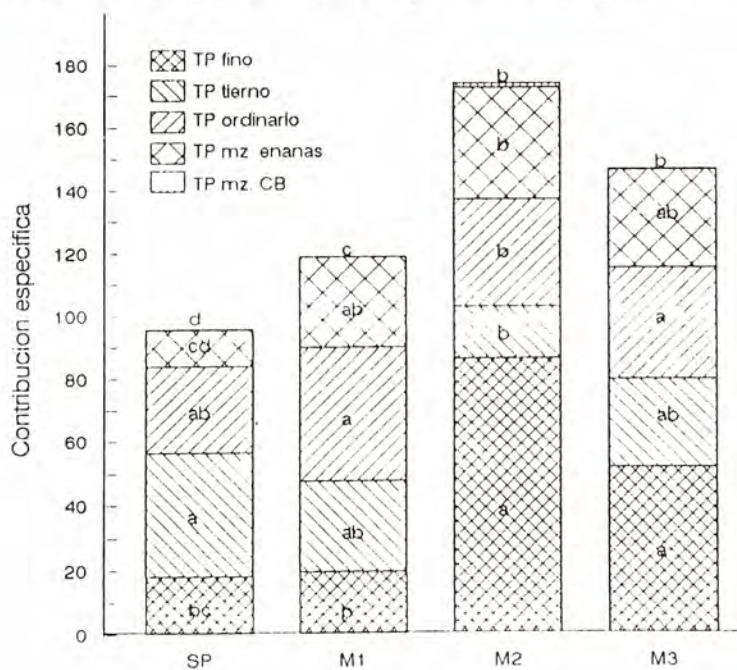 TP fino
TP tierno
TP ordinarlo
TP mz enanas
TP mz. CB
Contribucion especifica
180
160
140
120
100
80
60
40
20
0
d
cd
ab
a
bc
c
ab
a
ab
b
b
b
b
b
a
b
ab
a
ab
a
SP
M1
M2
M3